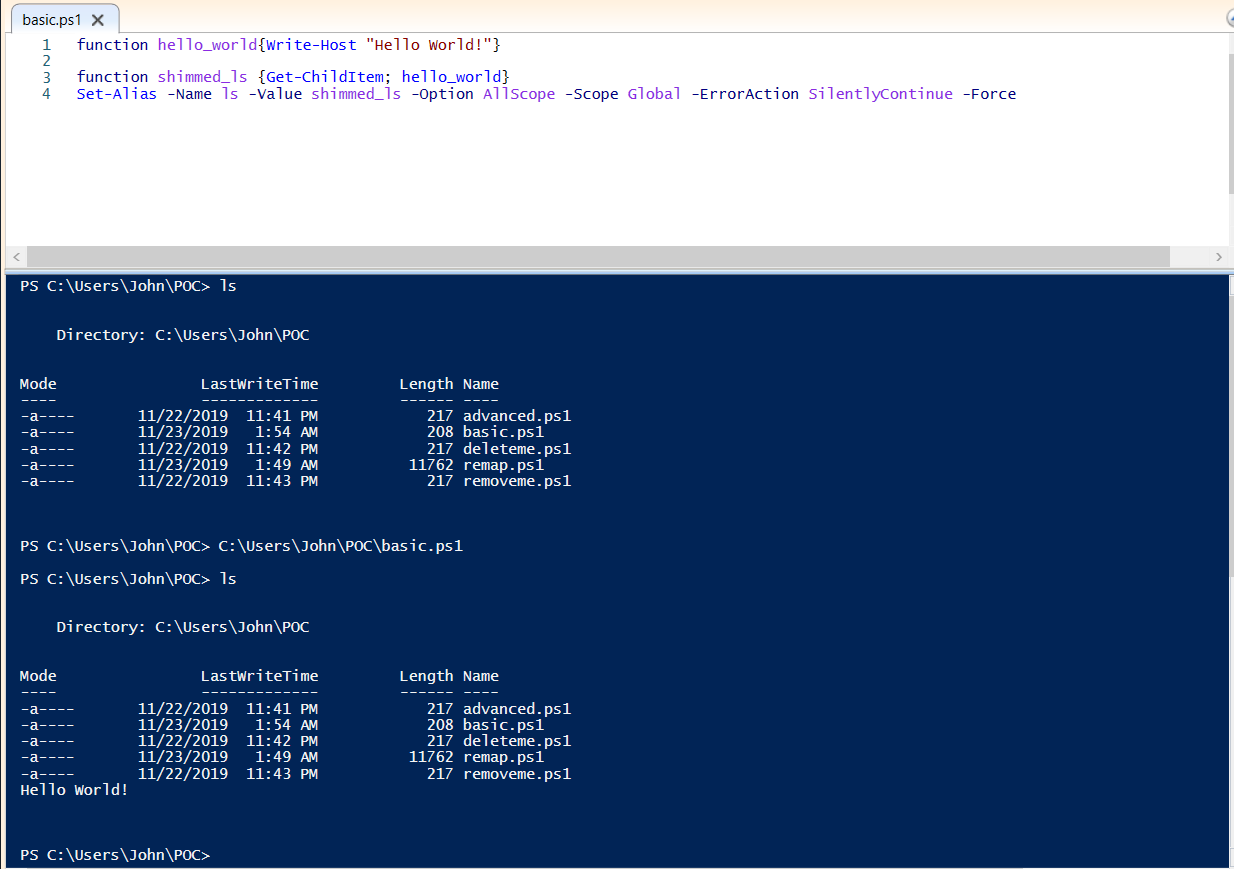 basic.ps1
1 function hello_world{Write-Host "Hello World!"}
2
3 function shimmed_ls {Get-ChildItem; hello_world}
4 Set-Alias -Name ls -Value shimmed_ls -Option AllScope -Scope Global -ErrorAction SilentlyContinue -Force
PS C:\Users\John\POC> ls
Directory: C:\Users\John\POC
Mode LastWriteTime Length Name
---- ------------- ------ ----
-a---- 11/22/2019 11:41 PM 217 advanced.ps1
-a---- 11/23/2019 1:54 AM 208 basic.ps1
-a---- 11/22/2019 11:42 PM 217 deleteme.ps1
-a---- 11/23/2019 1:49 AM 11762 remap.ps1
-a---- 11/22/2019 11:43 PM 217 removeme.ps1
PS C:\Users\John\POC> C:\Users\John\POC\basic.ps1
PS C:\Users\John\POC> ls
Directory: C:\Users\John\POC
Mode LastWriteTime Length Name
---- ------------- ------ ----
-a---- 11/22/2019 11:41 PM 217 advanced.ps1
-a---- 11/23/2019 1:54 AM 208 basic.ps1
-a---- 11/22/2019 11:42 PM 217 deleteme.ps1
-a---- 11/23/2019 1:49 AM 11762 remap.ps1
-a---- 11/22/2019 11:43 PM 217 removeme.ps1
Hello World!
PS C:\Users\John\POC>